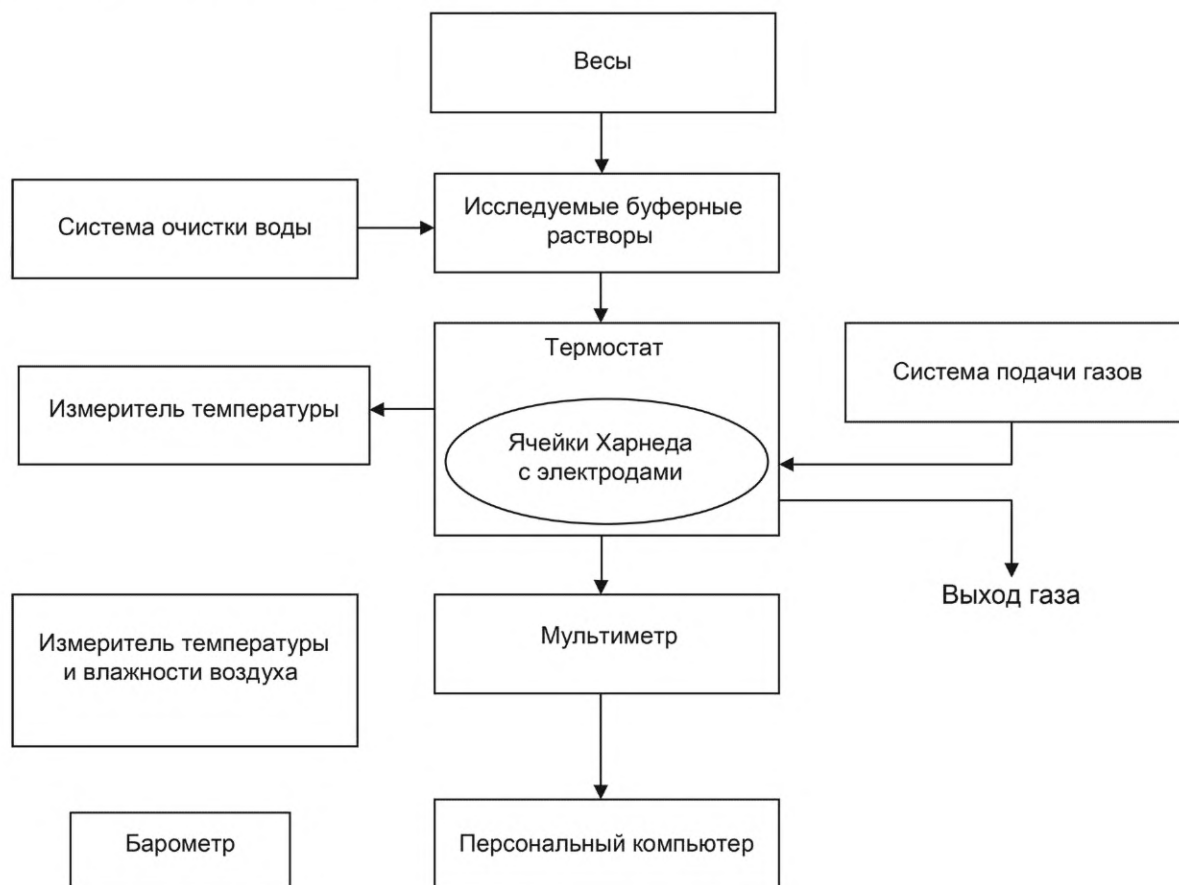 Весы
Система очистки воды
Исследуемые буферные
растворы
Термостат
Система подачи газов
Измеритель температуры
Ячейки Харнеда
с электродами
Выход газа
Измеритель температуры
и влажности воздуха
Мультиметр
Барометр
Персональный компьютер